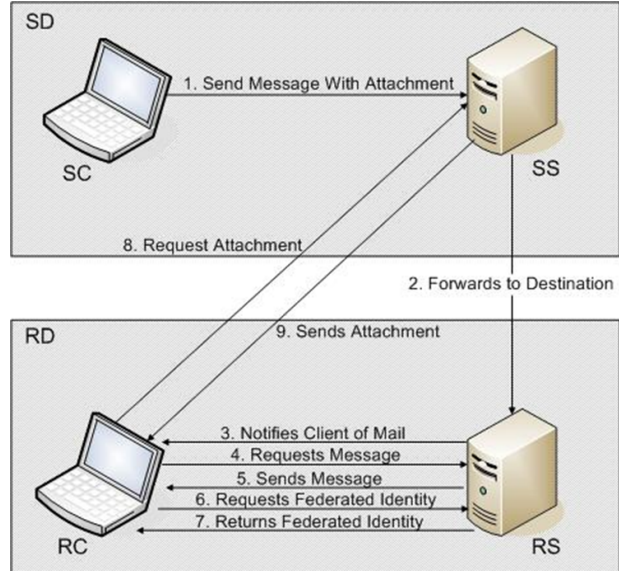 SD
1. Send Message With Attachment
SC
SS
8. Request Attachment
2. Forwards to Destination
RD
9. Sends Attachment
3. Notifies Client of Mail
4. Requests Message
5. Sends Message
6. Requests Federated Identity
7. Returns Federated Identity
RC
RS